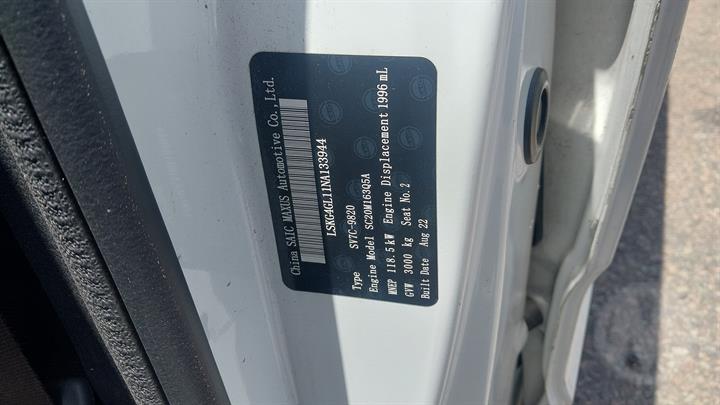 China SAIC MAXUS Automotive Co.,Ltd.
LSKG4GL11NA133944
Type SV7C-9820
Engine Model SC20M163Q5A
MNEP 118.5 kW Engine Displacement 1996 mL
GVW 3000 kg Seat No. 2
Built Date Aug 22